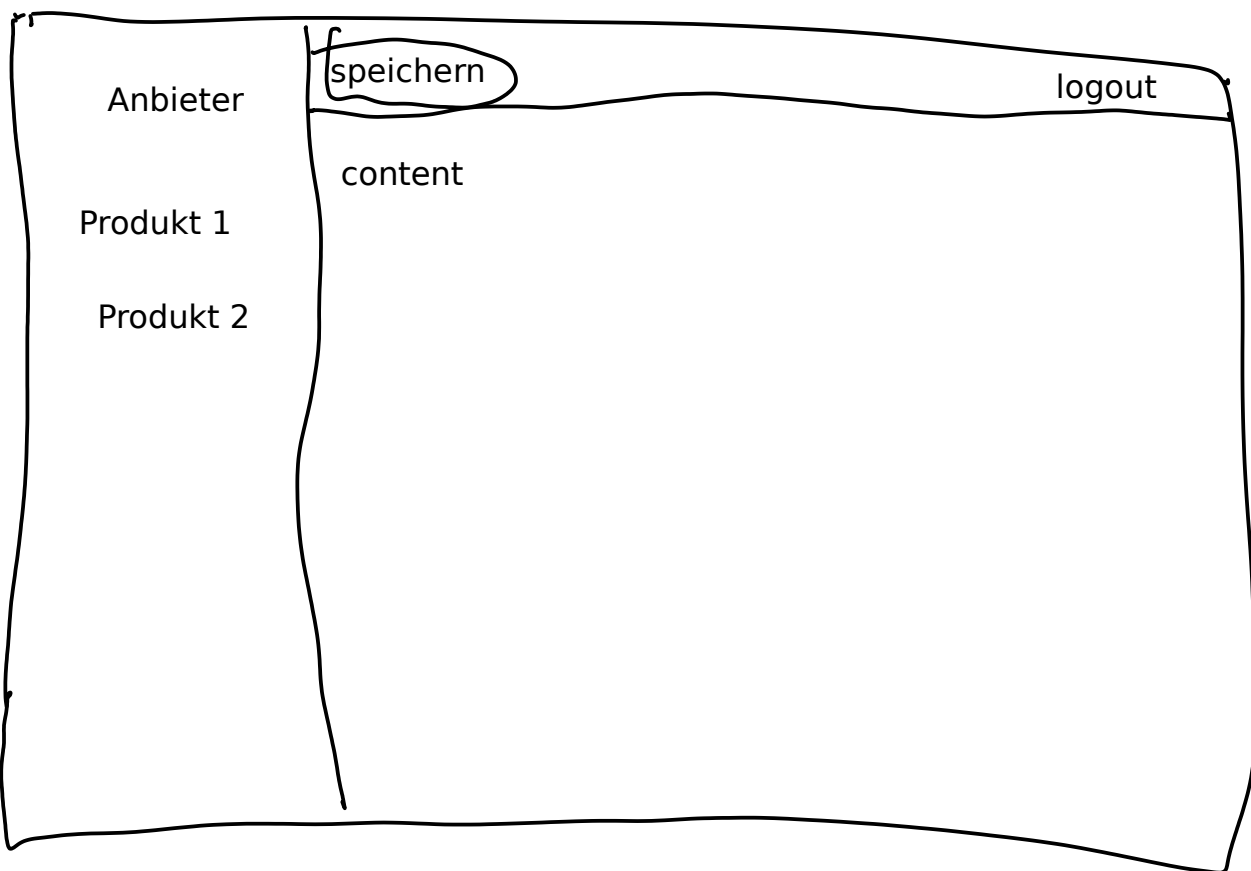 Anbieter
Produkt 1
Produkt 2
speichern
logout
content